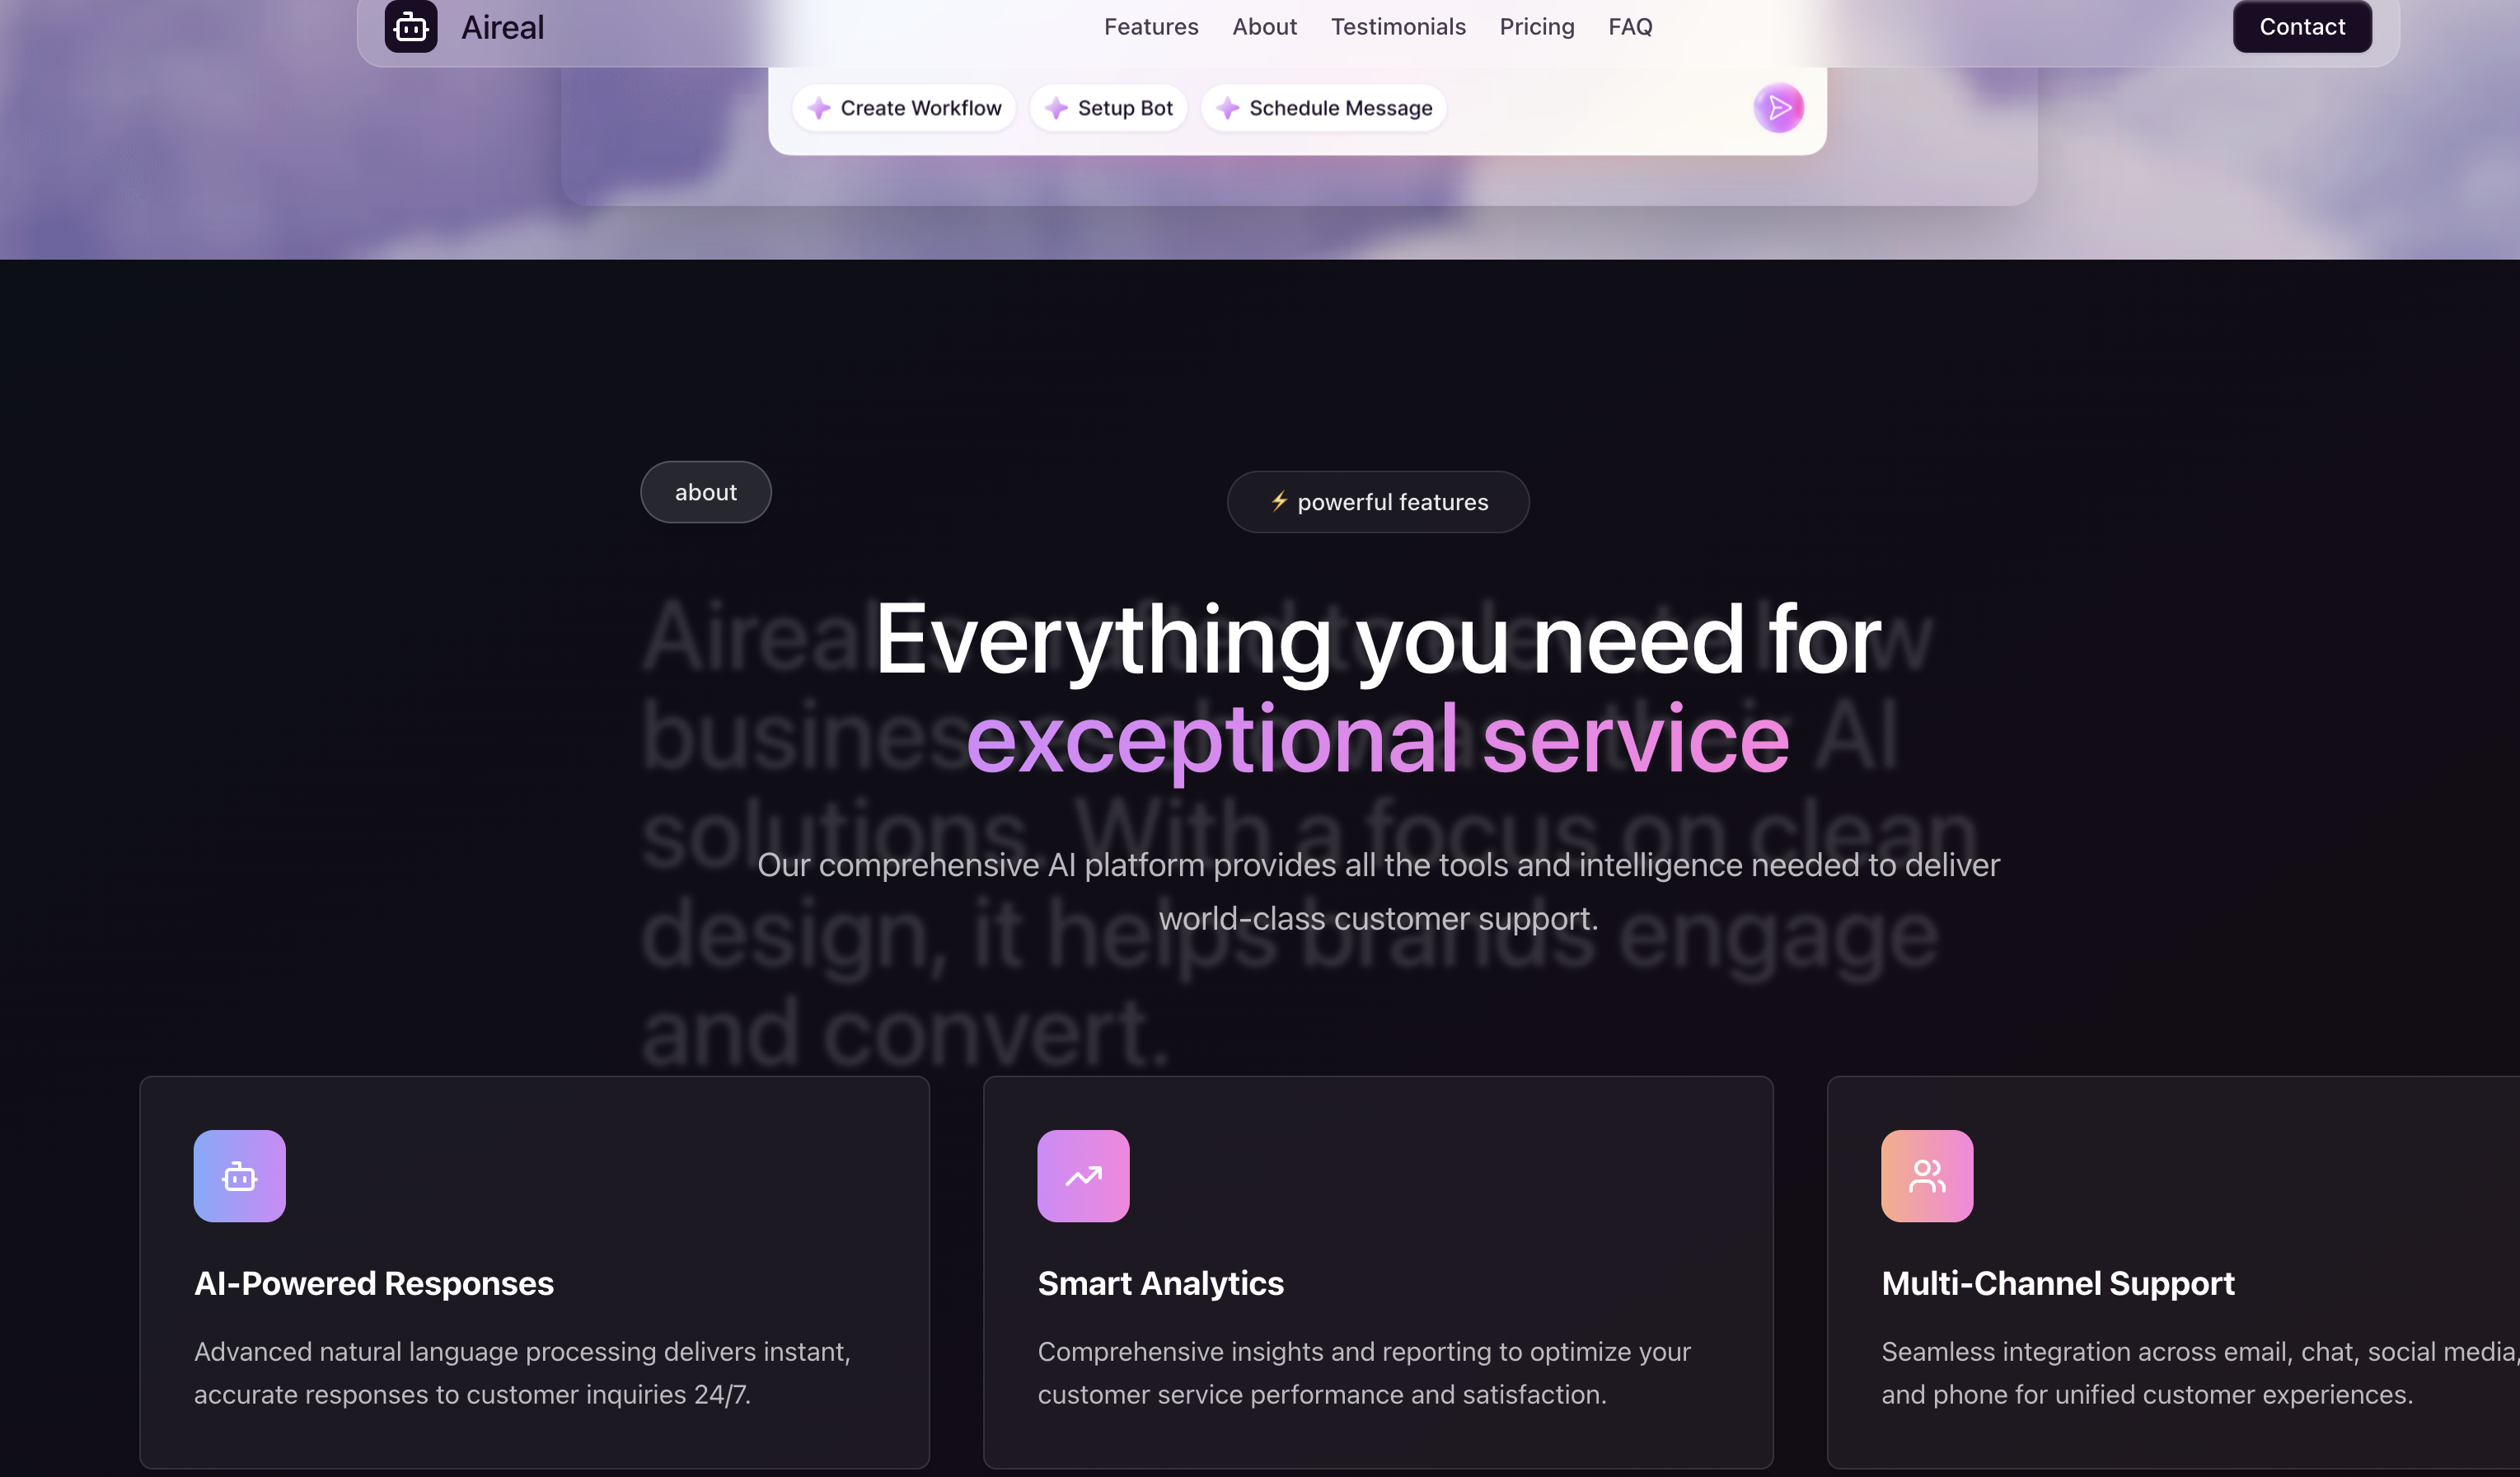 Aireal
Features
About
Testimonials
Pricing
FAQ
Contact
Create Workflow
Setup Bot
Schedule Message
about
⚡ powerful features
Everything you need for
exceptional service
Our comprehensive AI platform provides all the tools and intelligence needed to deliver
world-class customer support.
Aireal
AI
solutions. With a focus on clean
design, it helps brands engage
and convert.
AI-Powered Responses
Advanced natural language processing delivers instant,
accurate responses to customer inquiries 24/7.
Smart Analytics
Comprehensive insights and reporting to optimize your
customer service performance and satisfaction.
Multi-Channel Support
Seamless integration across email, chat, social media,
and phone for unified customer experiences.